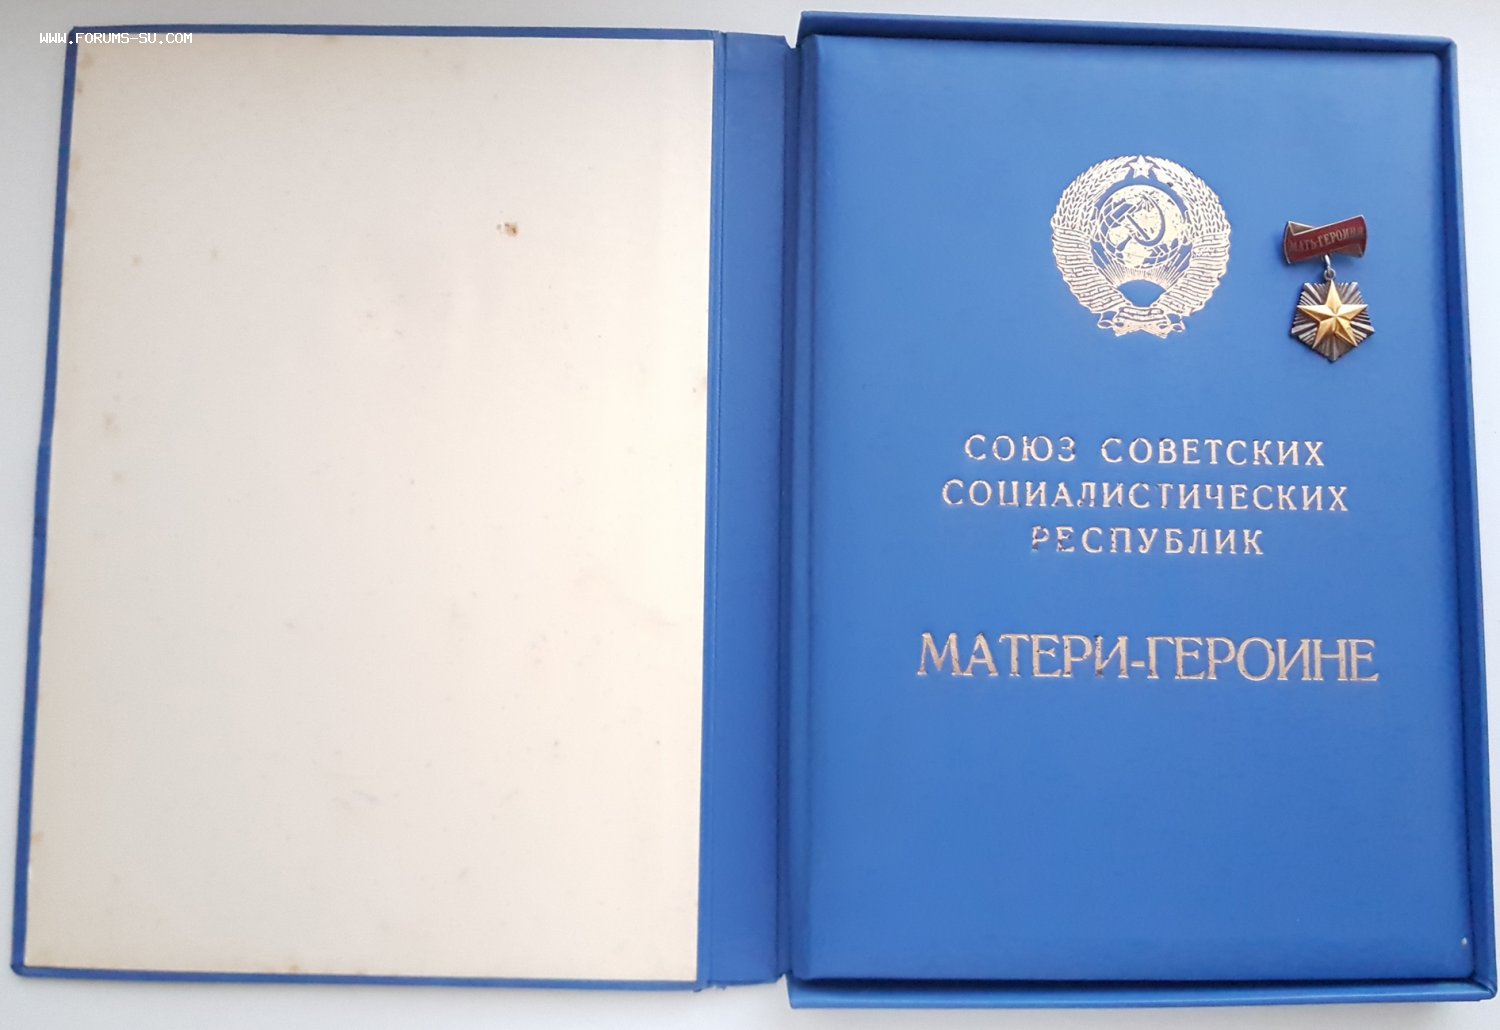 WWW.FORUMS-SU.COM
МАТЬ-ГЕРОИНЯ
СОЮЗ СОВЕТСКИХ
СОЦИАЛИСТИЧЕСКИХ
РЕСПУБЛИК
МАТЕРИ-ГЕРОИНЕ